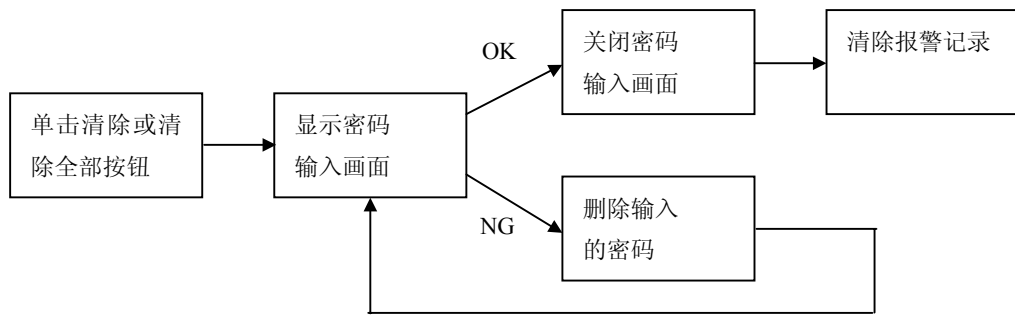 单击清除或清
除全部按钮
显示密码
输入画面
OK
关闭密码
输入画面
清除报警记录
NG
删除输入
的密码